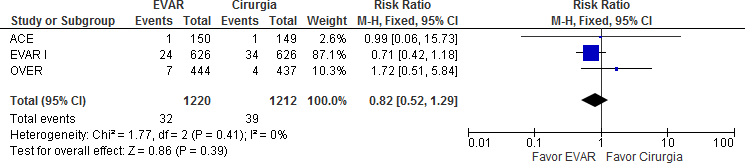 EVAR Cirurgia Risk Ratio Risk Ratio
Study or Subgroup Events Total Events Total Weight M-H, Fixed, 95% CI M-H, Fixed, 95% CI
ACE 1 150 1 149 2.6% 0.99 [0.06, 15.73]
EVAR I 24 626 34 626 87.1% 0.71 [0.42, 1.18]
OVER 7 444 4 437 10.3% 1.72 [0.51, 5.84]
Total (95% CI) 1220 1212 100.0% 0.82 [0.52, 1.29]
Total events 32 39
Heterogeneity: Chi² = 1.77, df = 2 (P = 0.41); I² = 0%
Test for overall effect: Z = 0.86 (P = 0.39)
0.01 0.1 1 10 100
Favor EVAR Favor Cirurgia